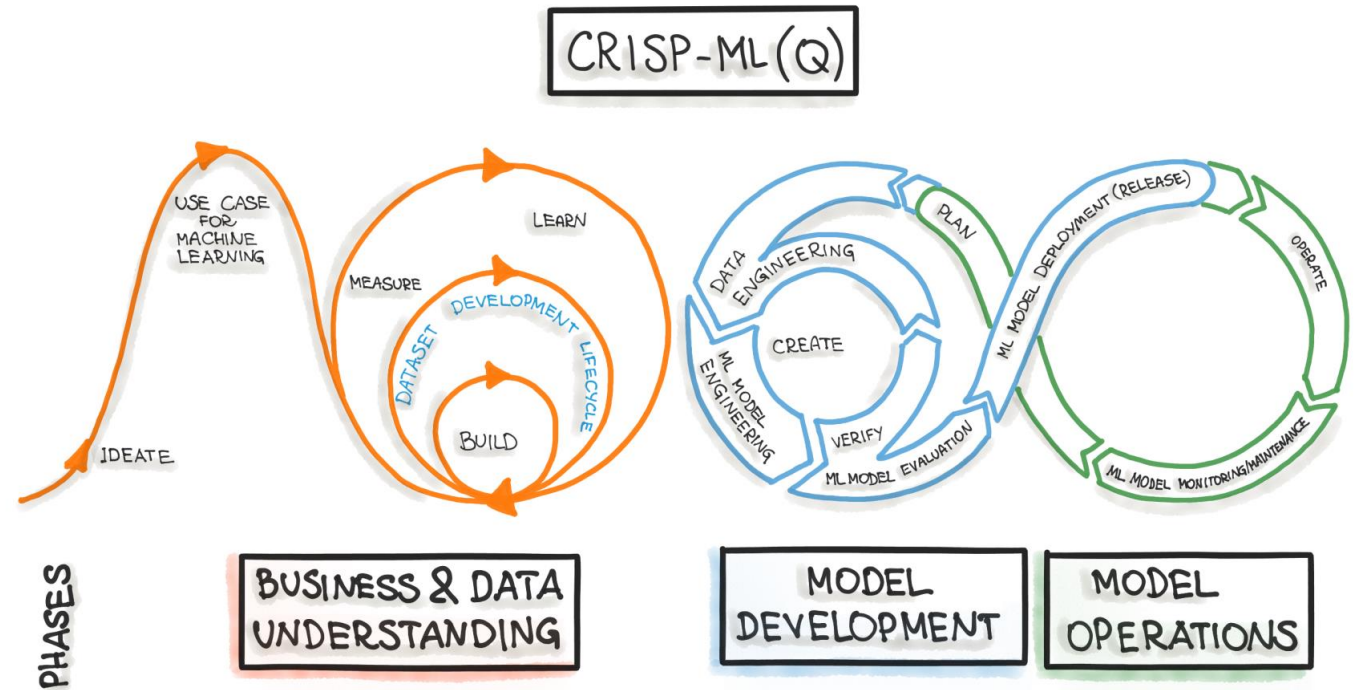 CRISP-ML(Q)
IDEATE
USE CASE
FOR
MACHINE
LEARNING
MEASURE
LEARN
DATASET DEVELOPMENT LIFECYCLE
BUILD
DATA
ENGINEERING
PLAN
CREATE
ML MODEL
ENGINEERING
VERIFY
ML MODEL EVALUATION
ML MODEL DEPLOYMENT (RELEASE)
OPERATE
ML MODEL MONITORING/MAINTENANCE
PHASES
BUSINESS & DATA
UNDERSTANDING
MODEL
DEVELOPMENT
MODEL
OPERATIONS